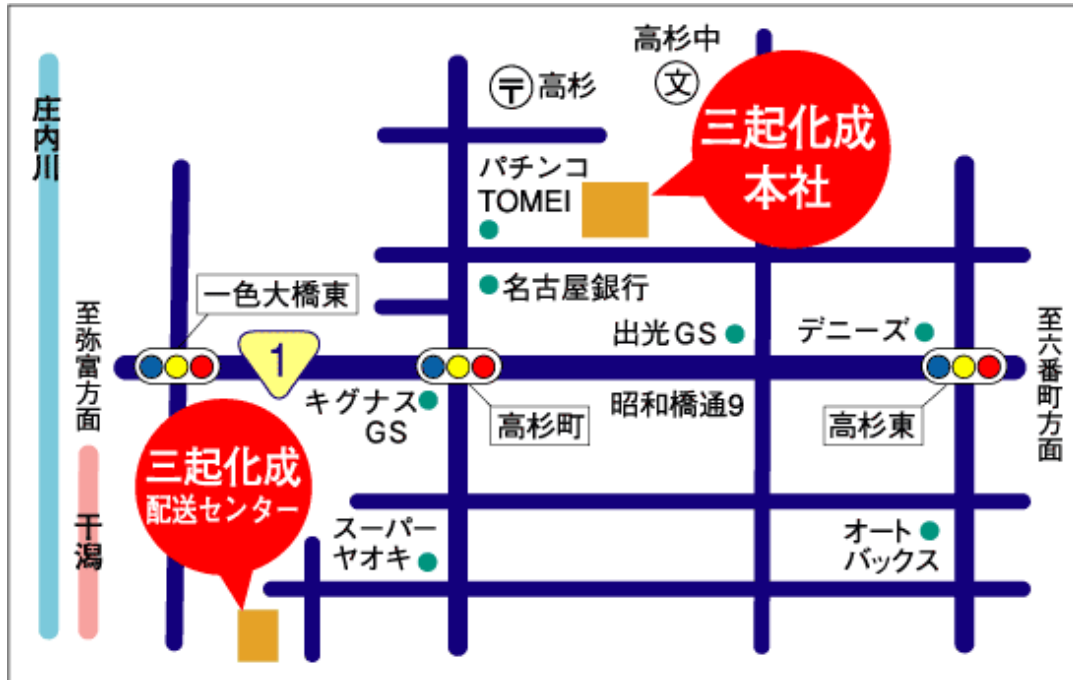 庄内川
至弥富方面
干潟
一色大橋東
1
三起化成
配送センター
〒高杉
高杉中
文
三起化成
本社
パチンコ
TOMEI
名古屋銀行
出光GS
デニーズ
キグナス
GS
高杉町
昭和橋通9
高杉東
至六番町方面
スーパー
ヤオキ
オート
バックス